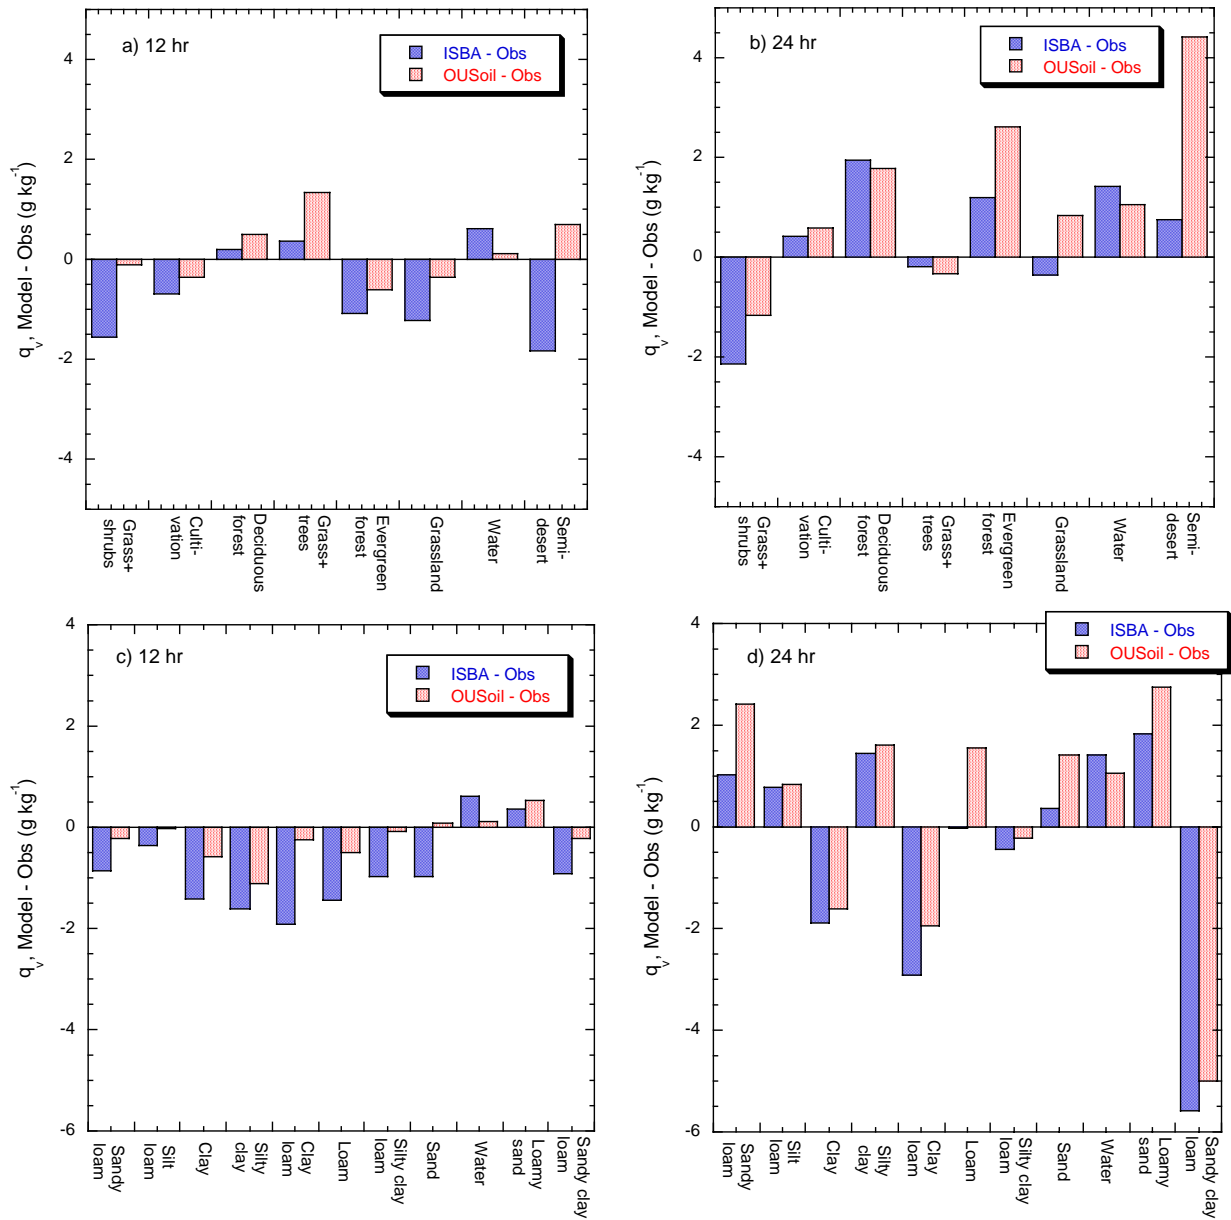 a) 12 hr
ISBA - Obs
OUSoil - Obs
q_v, Model - Obs (g kg^-1)
4
2
0
-2
-4
Grass+
shrubs
Culti-
vation
Deciduous
forest
Grass+
trees
Evergreen
forest
Grassland
Water
Semi-
desert
b) 24 hr
ISBA - Obs
OUSoil - Obs
q_v, Model - Obs (g kg^-1)
4
2
0
-2
-4
Grass+
shrubs
Culti-
vation
Deciduous
forest
Grass+
trees
Evergreen
forest
Grassland
Water
Semi-
desert
c) 12 hr
ISBA - Obs
OUSoil - Obs
q_v, Model - Obs (g kg^-1)
4
2
0
-2
-4
-6
Sandy
loam
Silt
loam
Clay
Silty
clay
Clay
loam
Loam
Silty clay
loam
Sand
Water
Loamy
sand
Sandy clay
loam
d) 24 hr
ISBA - Obs
OUSoil - Obs
q_v, Model - Obs (g kg^-1)
4
2
0
-2
-4
-6
Sandy
loam
Silt
loam
Clay
Silty
clay
Clay
loam
Loam
Silty clay
loam
Sand
Water
Loamy
sand
Sandy clay
loam